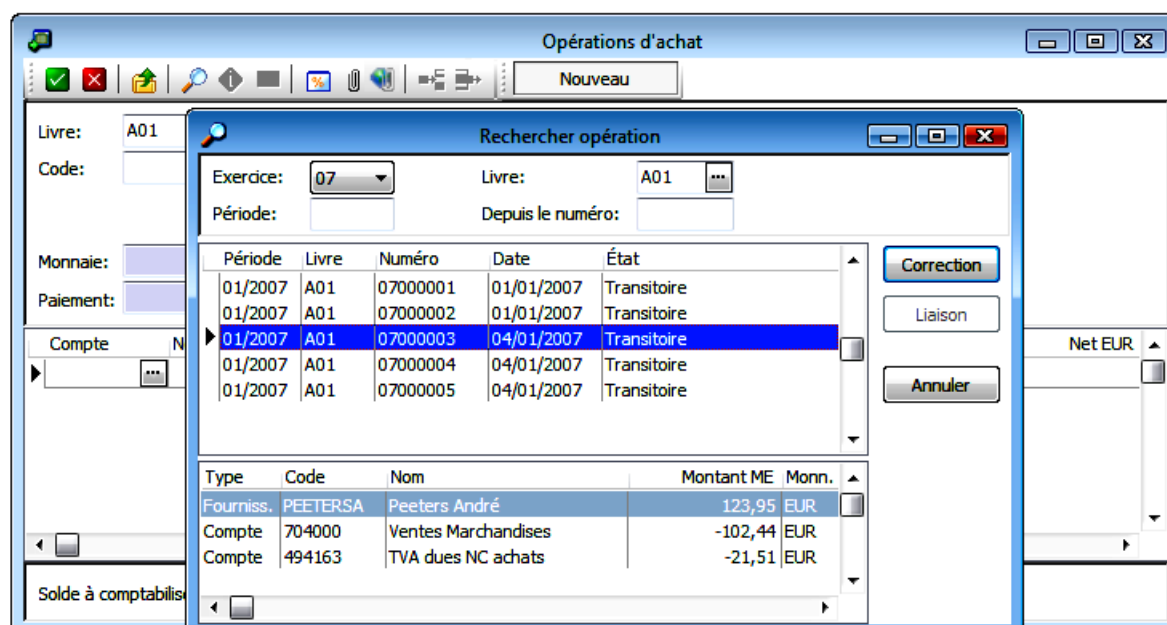 Opérations d'achat
Nouveau
Livre: A01
Code:
Monnaie:
Paiement:
Compte N Net EUR
Solde à comptabilis
Rechercher opération
Exercice: 07 Livre: A01
Période: Depuis le numéro:
Période Livre Numéro Date État
01/2007 A01 07000001 01/01/2007 Transitoire
01/2007 A01 07000002 01/01/2007 Transitoire
01/2007 A01 07000003 04/01/2007 Transitoire
01/2007 A01 07000004 04/01/2007 Transitoire
01/2007 A01 07000005 04/01/2007 Transitoire
Correction
Liaison
Annuler
Type Code Nom Montant ME Monn.
Fourniss. PEETERSA Peeters André 123,95 EUR
Compte 704000 Ventes Marchandises -102,44 EUR
Compte 494163 TVA dues NC achats -21,51 EUR